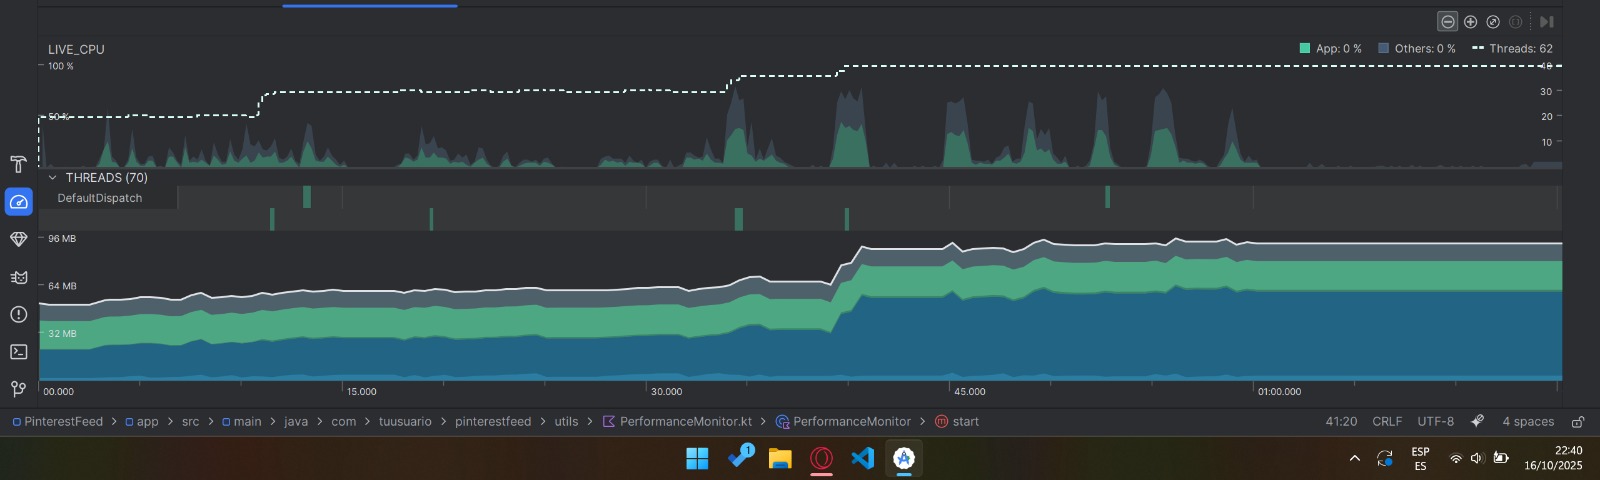 LIVE_CPU
App: 0 %
Others: 0 %
Threads: 62
100 %
40
50 %
30
20
10
THREADS (70)
DefaultDispatch
96 MB
64 MB
32 MB
00.000
15.000
30.000
45.000
01:00.000
PinterestFeed > app > src > main > java > com > tuusuario > pinterestfeed > utils > PerformanceMonitor.kt > PerformanceMonitor > start
41:20 CRLF UTF-8 4 spaces
1
ESP
ES
22:40
16/10/2025